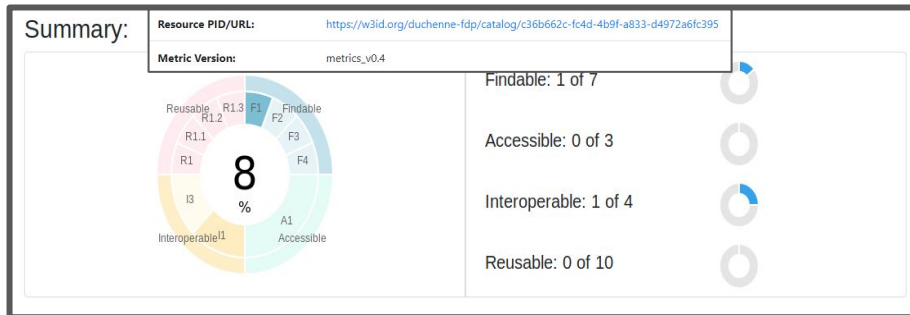 Summary:
Resource PID/URL: https://w3id.org/duchenne-fdp/catalog/c36b662c-fc4d-4b9f-a833-d4972a6fc395
Metric Version: metrics_v0.4
Reusable
R1.3
F1
Findable
R1.2
F2
R1.1
F3
R1
F4
8
%
I3
A1
Interoperable
I1
Accessible
Findable: 1 of 7
Accessible: 0 of 3
Interoperable: 1 of 4
Reusable: 0 of 10